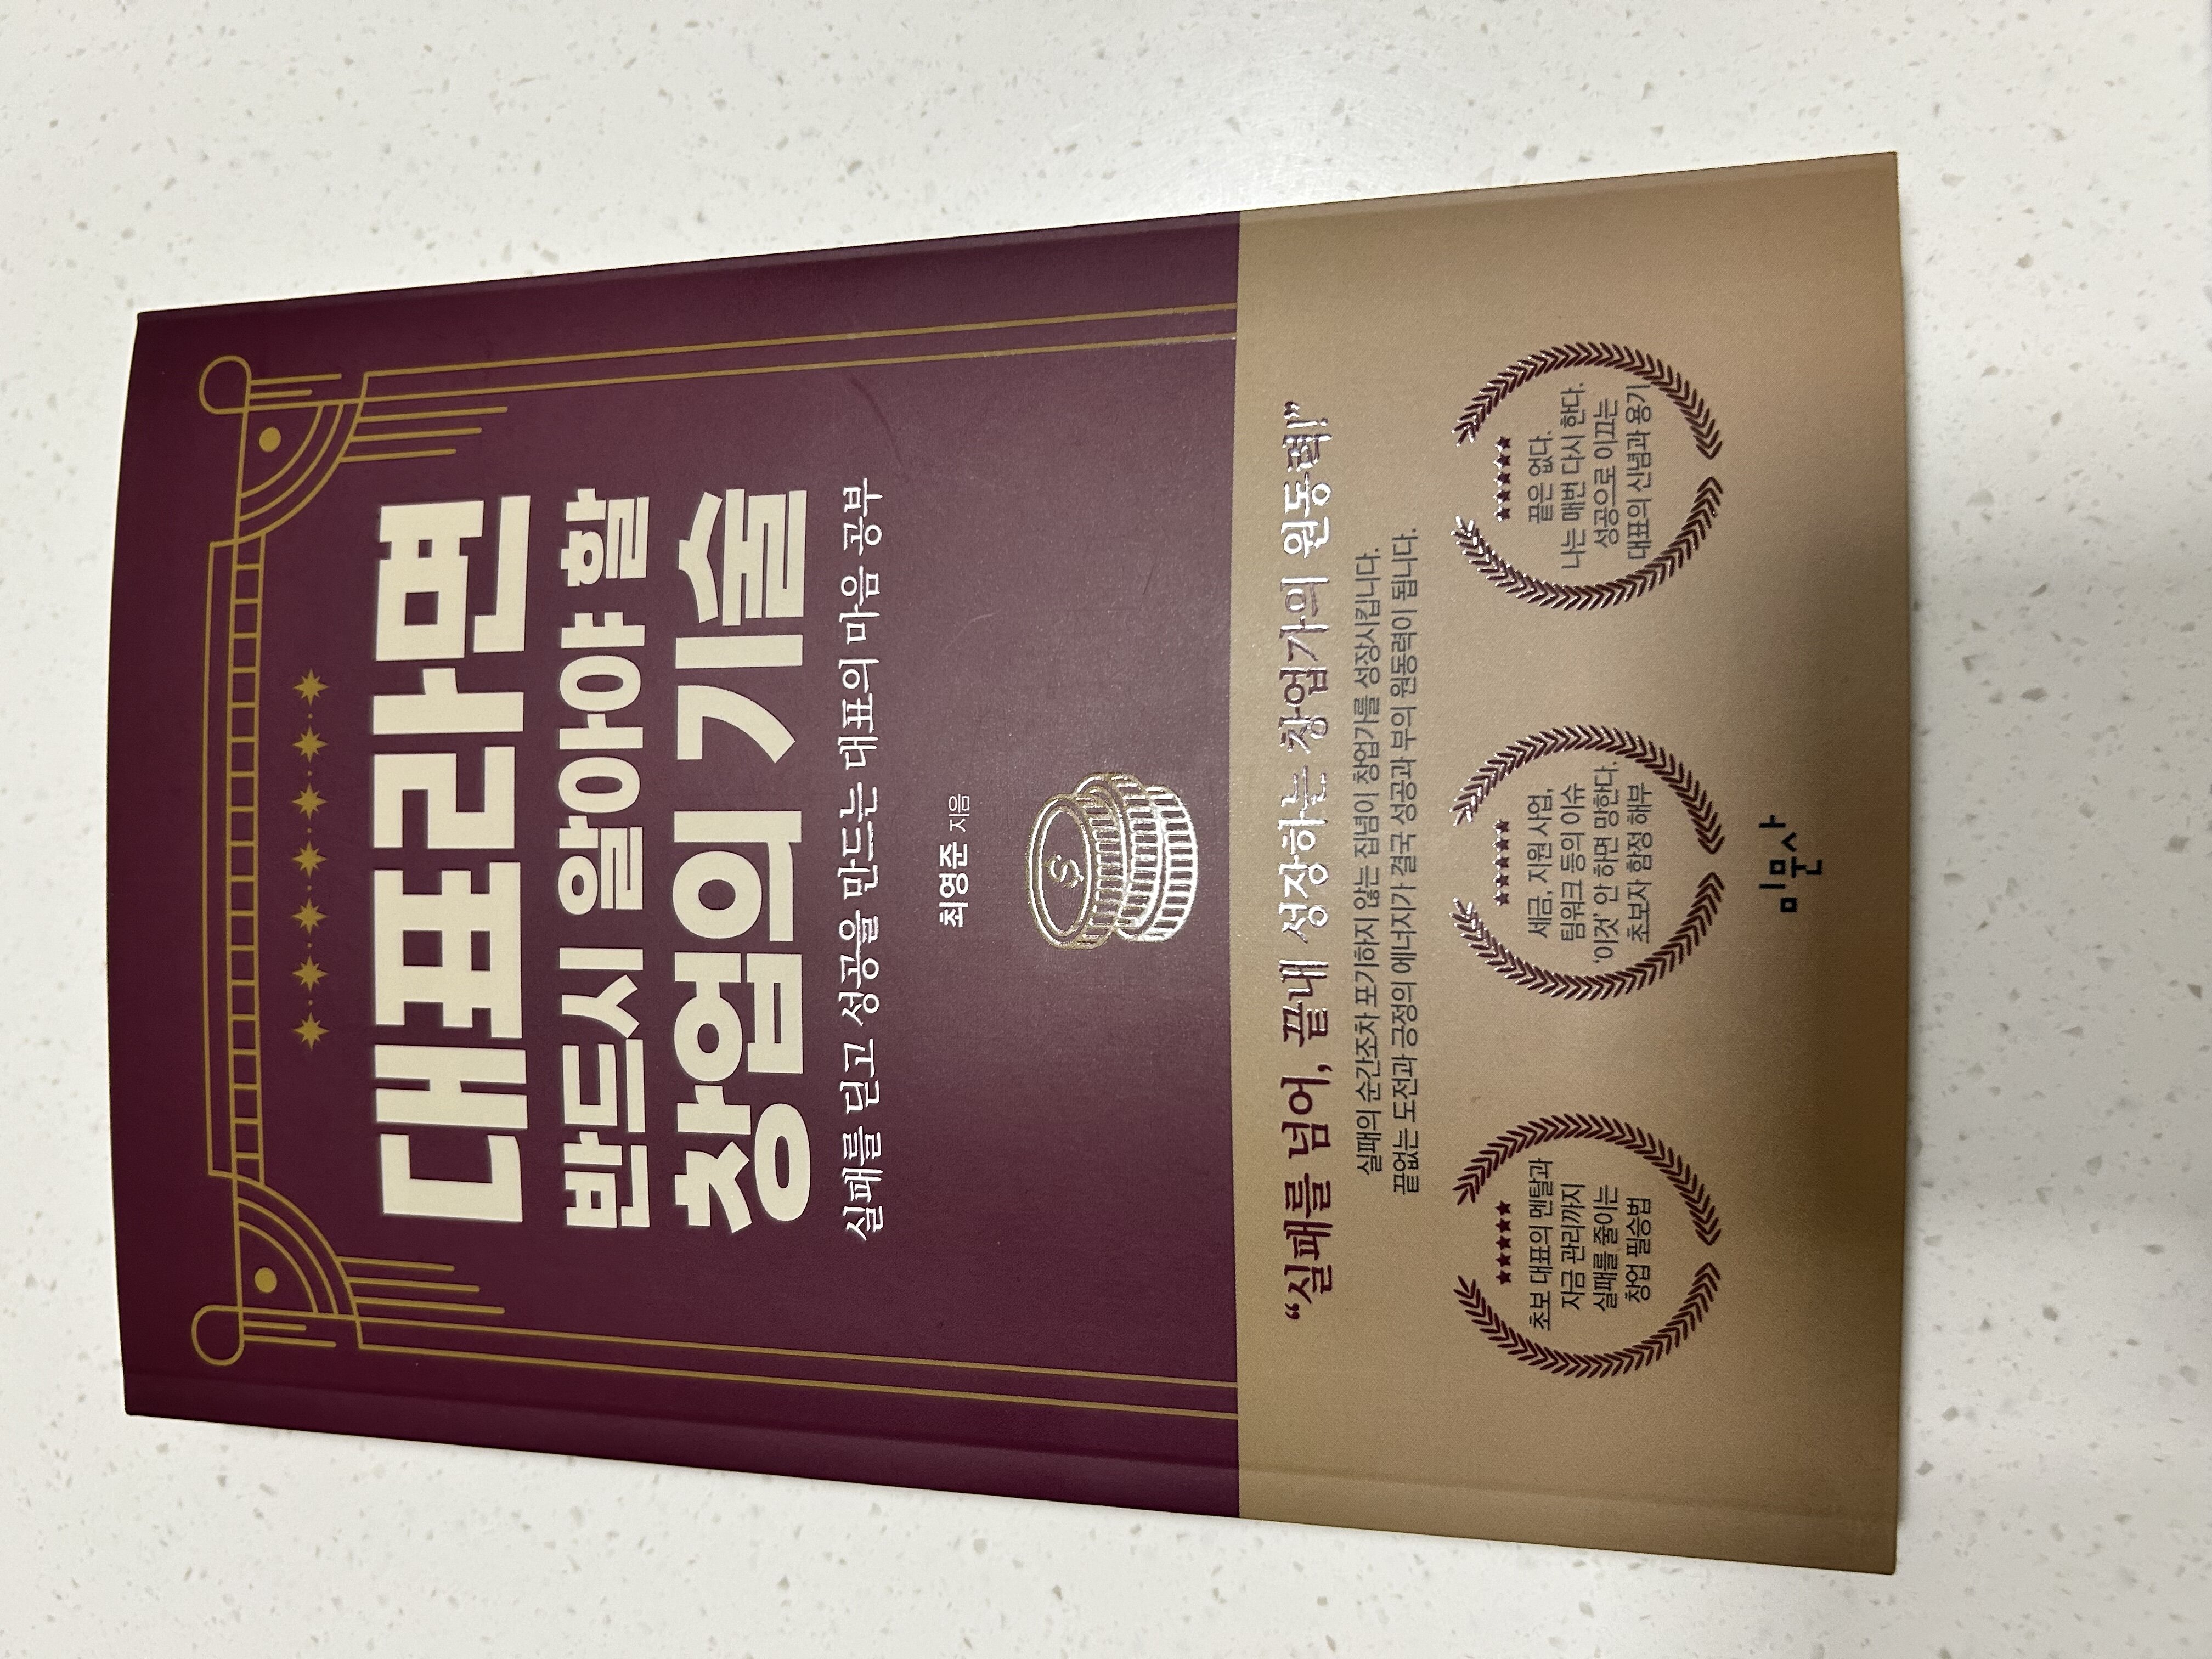 대표라면
반드시 알아야 할
창업의 기술
실패를 딛고 성공을 만드는 대표의 마음 공부
최영준 지음
$
“실패를 넘어, 끝내 성장하는 창업가의 원동력!”
실패의 순간조차 포기하지 않는 집념이 창업가를 성장시킵니다.
끝없는 도전과 긍정의 에너지가 결국 성공과 부의 원동력이 됩니다.
★★★★★
초보 대표의 멘탈과
자금 관리까지
실패를 줄이는
창업 필승법
★★★★★
세금, 지원 사업,
팀워크 등의 이슈
‘이것’ 안 하면 망한다.
초보자 함정 해부
★★★★★
끝은 없다.
나는 매번 다시 한다.
성공으로 이끄는
대표의 신념과 용기
미문사